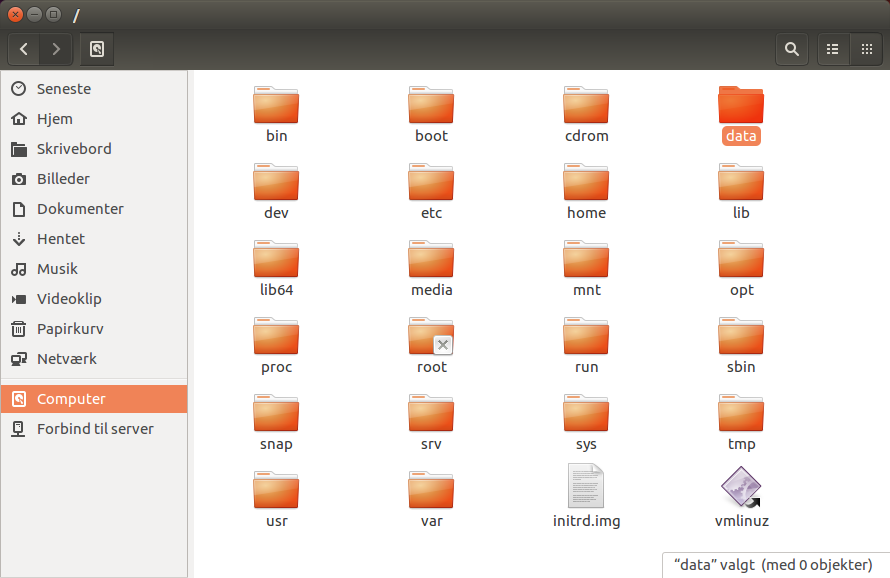 /
Seneste
Hjem
Skrivebord
Billeder
Dokumenter
Hentet
Musik
Videoklip
Papirkurv
Netværk
Computer
Forbind til server
bin boot cdrom data
dev etc home lib
lib64 media mnt opt
proc root run sbin
snap srv sys tmp
usr var initrd.img vmlinuz
“data” valgt (med 0 objekter)